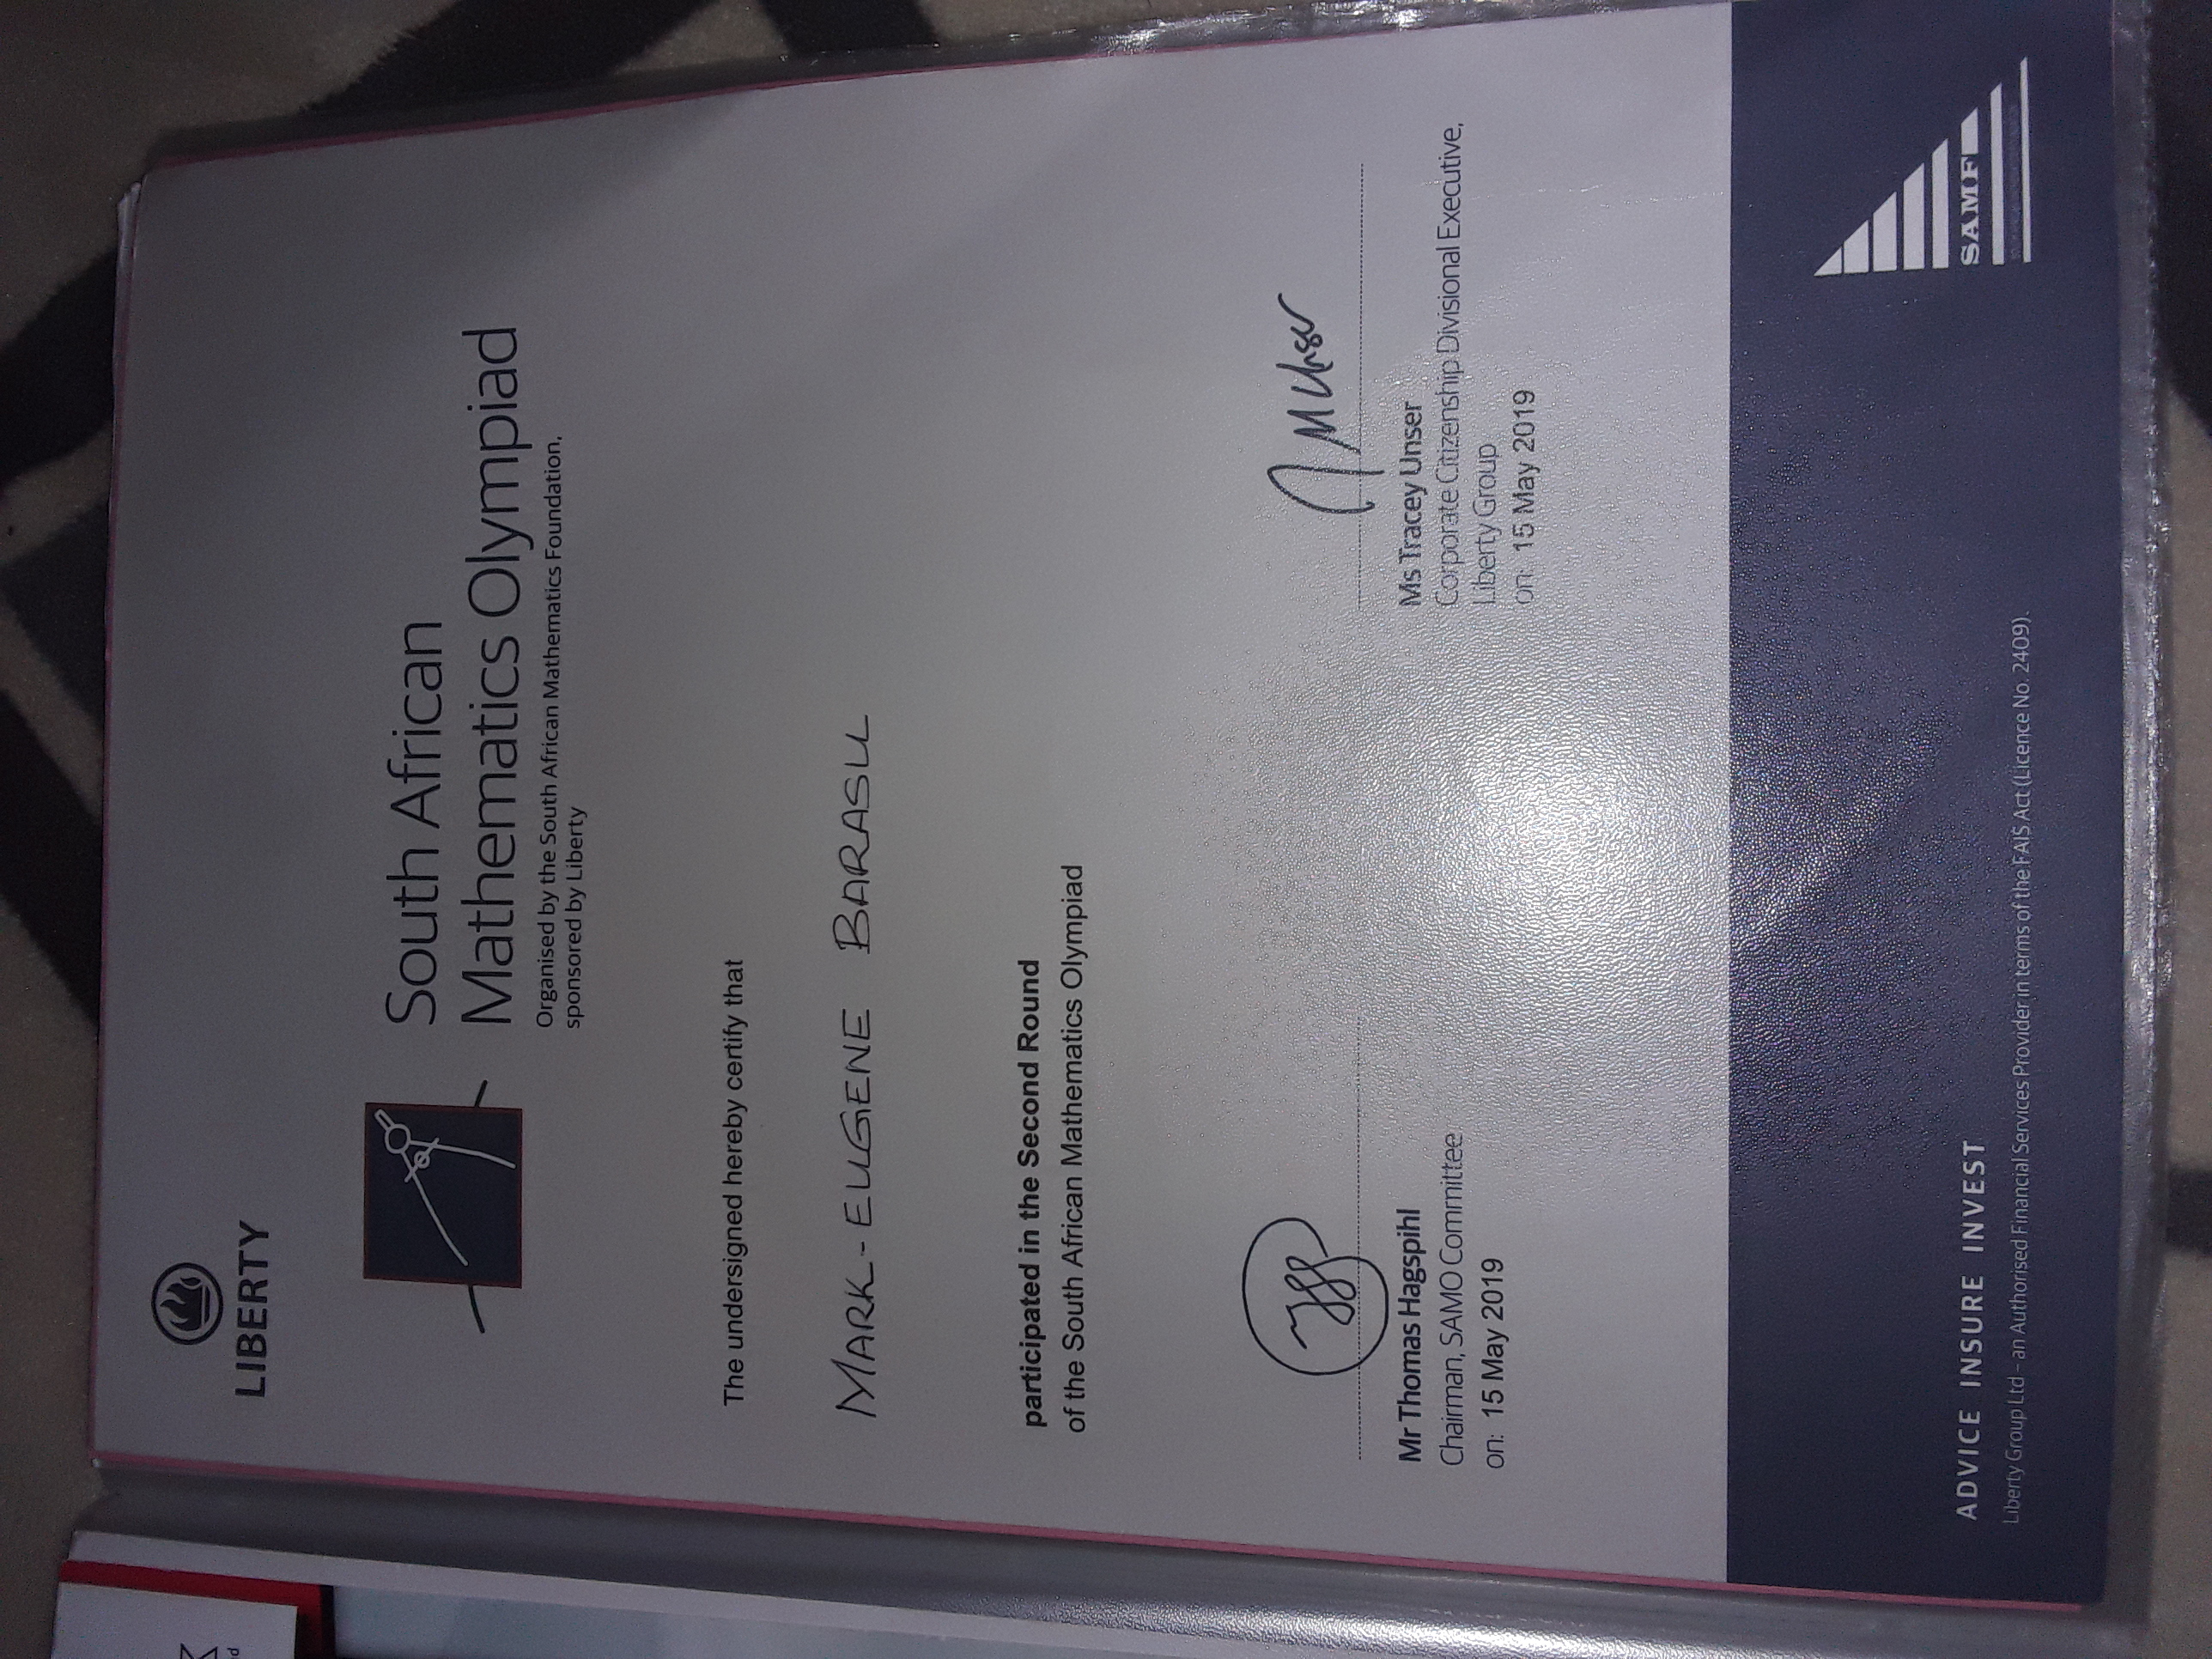 LIBERTY
South African
Mathematics Olympiad
Organised by the South African Mathematics Foundation,
sponsored by Liberty
The undersigned hereby certify that
MARK-EUGENE BARASU
participated in the Second Round
of the South African Mathematics Olympiad
M Unser
Mr Thomas Hagspihl
Chairman, SAMO Committee
on: 15 May 2019
Ms Tracey Unser
Corporate Citizenship Divisional Executive,
Liberty Group
on: 15 May 2019
ADVICE INSURE INVEST
Liberty Group Ltd – an Authorised Financial Services Provider in terms of the FAIS Act (Licence No. 2409).
SAMF